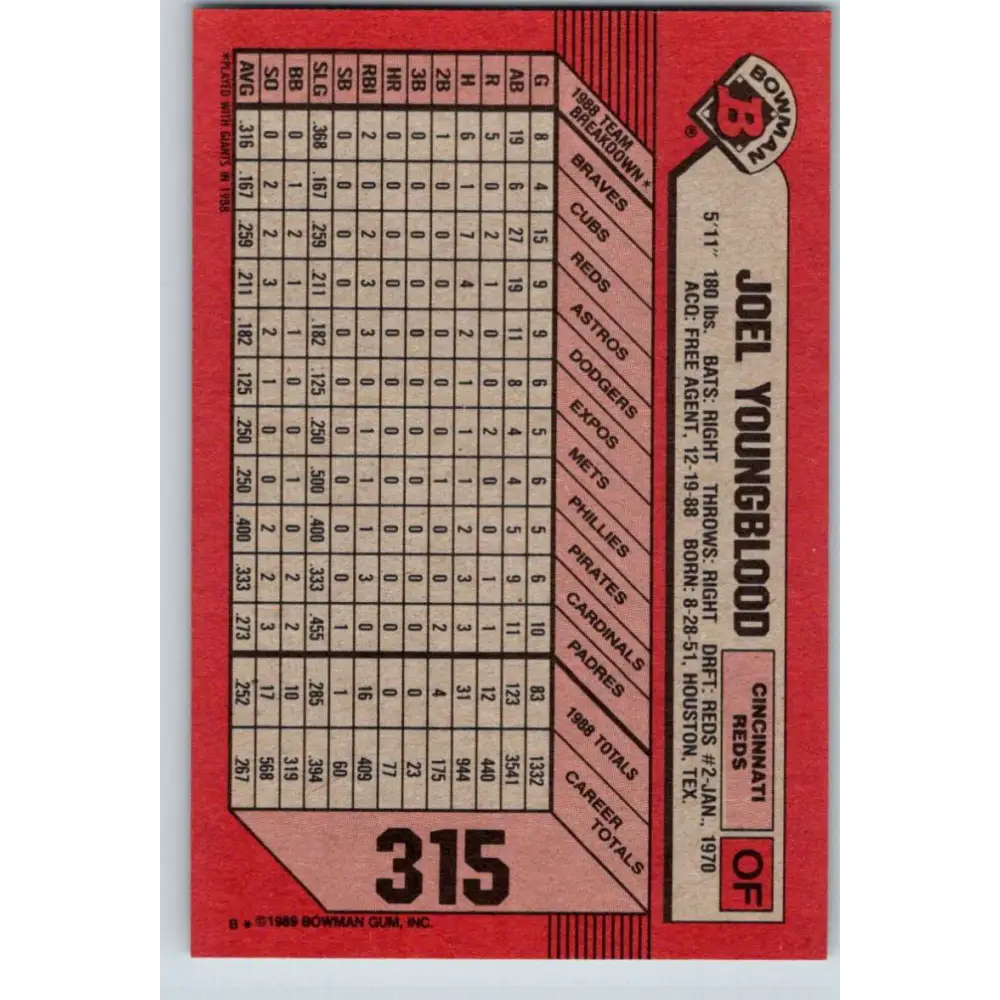 BOWMAN
B
®
JOEL YOUNGBLOOD
CINCINNATI
REDS
OF
5'11" 180 lbs. BATS: RIGHT THROWS: RIGHT DRFT: REDS #2-JAN., 1970
ACQ: FREE AGENT, 12-19-88 BORN: 8-28-51, HOUSTON, TEX.
1988 TEAM BREAKDOWN* BRAVES CUBS REDS ASTROS DODGERS EXPOS METS PHILLIES PIRATES CARDINALS PADRES 1988 TOTALS CAREER TOTALS
G 8 4 15 9 9 6 5 6 5 6 10 83 1332
AB 19 6 27 19 11 8 4 4 5 9 11 123 3541
R 5 0 2 1 0 0 2 0 0 1 1 12 440
H 6 1 7 4 2 1 1 1 2 3 3 31 944
2B 1 0 0 0 0 0 0 1 0 0 2 4 175
3B 0 0 0 0 0 0 0 0 0 0 0 0 23
HR 0 0 0 0 0 0 0 0 0 0 0 0 77
RBI 2 0 2 3 3 0 1 0 1 3 1 16 409
SB 0 0 0 0 0 0 0 0 0 0 1 1 60
SLG .368 .167 .259 .211 .182 .125 .250 .500 .400 .333 .455 .285 .394
BB 0 1 2 1 1 0 0 1 0 2 2 10 319
SO 0 2 2 3 2 1 0 0 2 2 3 17 568
AVG .316 .167 .259 .211 .182 .125 .250 .250 .400 .333 .273 .252 .267
*PLAYED WITH GIANTS IN 1988
315
B * ©1989 BOWMAN GUM, INC.